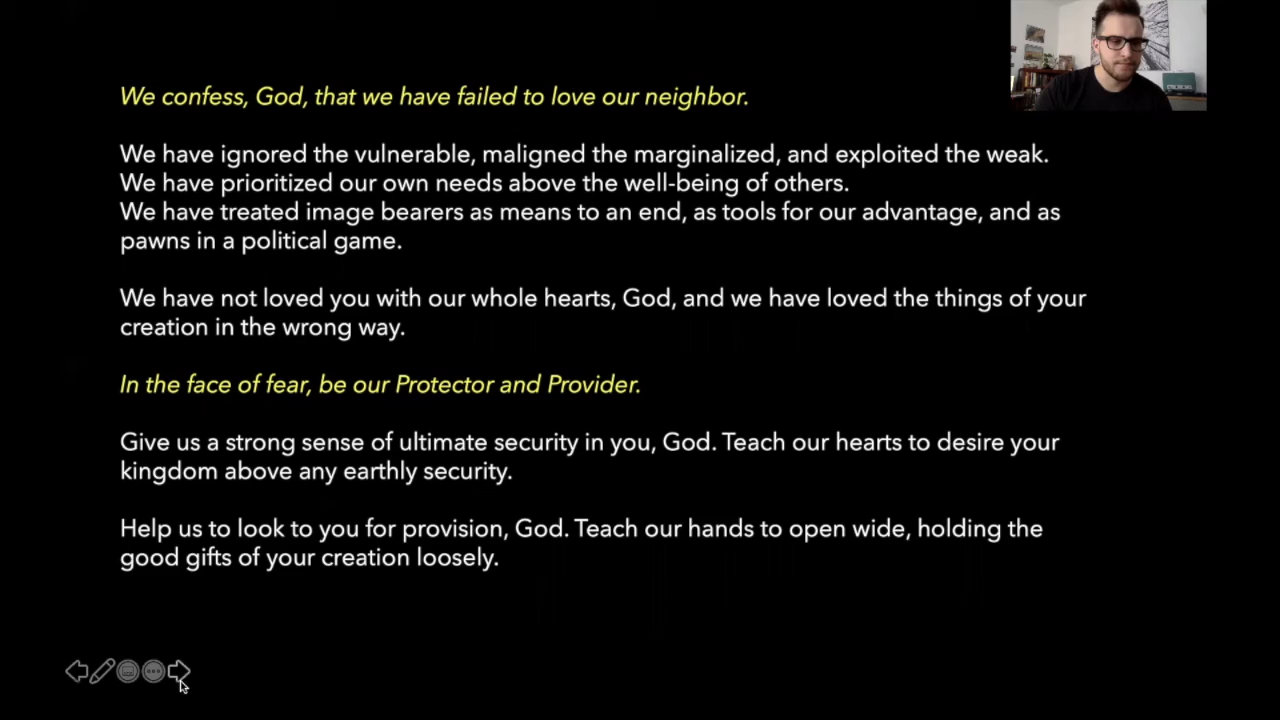 We confess, God, that we have failed to love our neighbor.
We have ignored the vulnerable, maligned the marginalized, and exploited the weak.
We have prioritized our own needs above the well-being of others.
We have treated image bearers as means to an end, as tools for our advantage, and as
pawns in a political game.
We have not loved you with our whole hearts, God, and we have loved the things of your
creation in the wrong way.
In the face of fear, be our Protector and Provider.
Give us a strong sense of ultimate security in you, God. Teach our hearts to desire your
kingdom above any earthly security.
Help us to look to you for provision, God. Teach our hands to open wide, holding the
good gifts of your creation loosely.